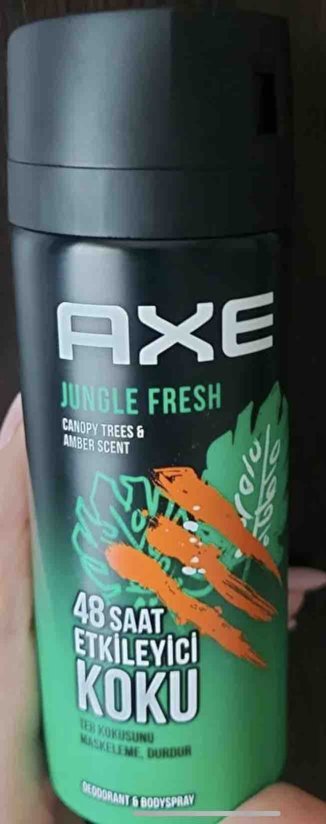 AXE
JUNGLE FRESH
CANOPY TREES &
AMBER SCENT
48 SAAT
ETKİLEYİCİ
KOKU
TER KOKUSUNU
MASKELEME, DURDUR
DEODORANT & BODYSPRAY